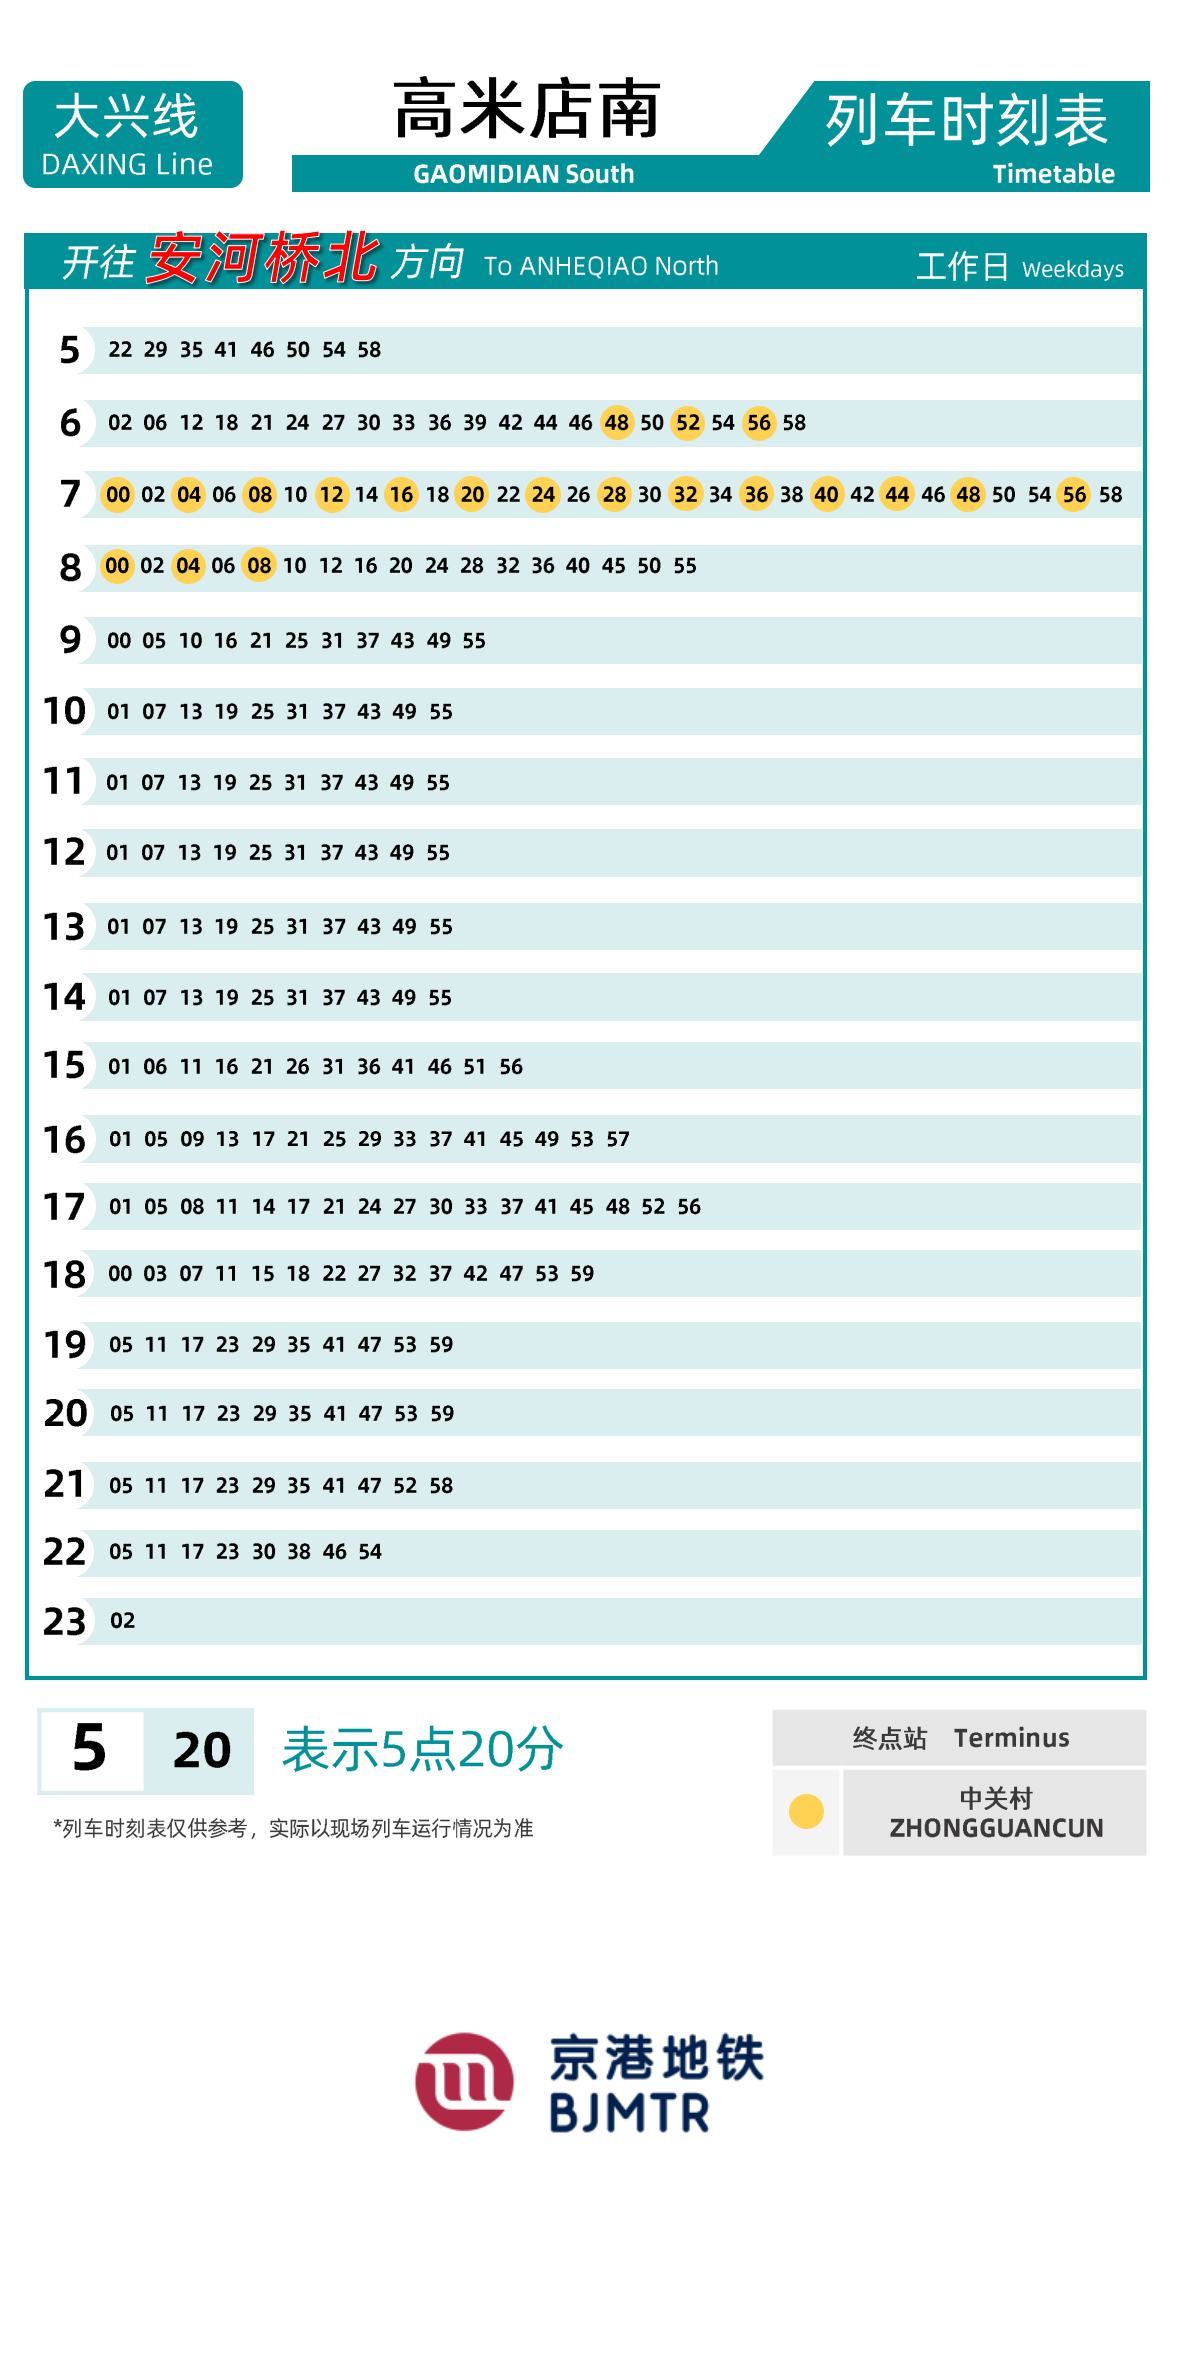 大兴线
DAXING Line
高米店南
GAOMIDIAN South
列车时刻表
Timetable
开往 安河桥北 方向 To ANHEQIAO North 工作日 Weekdays
5 22 29 35 41 46 50 54 58
6 02 06 12 18 21 24 27 30 33 36 39 42 44 46 48 50 52 54 56 58
7 00 02 04 06 08 10 12 14 16 18 20 22 24 26 28 30 32 34 36 38 40 42 44 46 48 50 54 56 58
8 00 02 04 06 08 10 12 16 20 24 28 32 36 40 45 50 55
9 00 05 10 16 21 25 31 37 43 49 55
10 01 07 13 19 25 31 37 43 49 55
11 01 07 13 19 25 31 37 43 49 55
12 01 07 13 19 25 31 37 43 49 55
13 01 07 13 19 25 31 37 43 49 55
14 01 07 13 19 25 31 37 43 49 55
15 01 06 11 16 21 26 31 36 41 46 51 56
16 01 05 09 13 17 21 25 29 33 37 41 45 49 53 57
17 01 05 08 11 14 17 21 24 27 30 33 37 41 45 48 52 56
18 00 03 07 11 15 18 22 27 32 37 42 47 53 59
19 05 11 17 23 29 35 41 47 53 59
20 05 11 17 23 29 35 41 47 53 59
21 05 11 17 23 29 35 41 47 52 58
22 05 11 17 23 30 38 46 54
23 02
5 20 表示5点20分
*列车时刻表仅供参考，实际以现场列车运行情况为准
终点站 Terminus
中关村
ZHONGGUANCUN
京港地铁
BJMTR